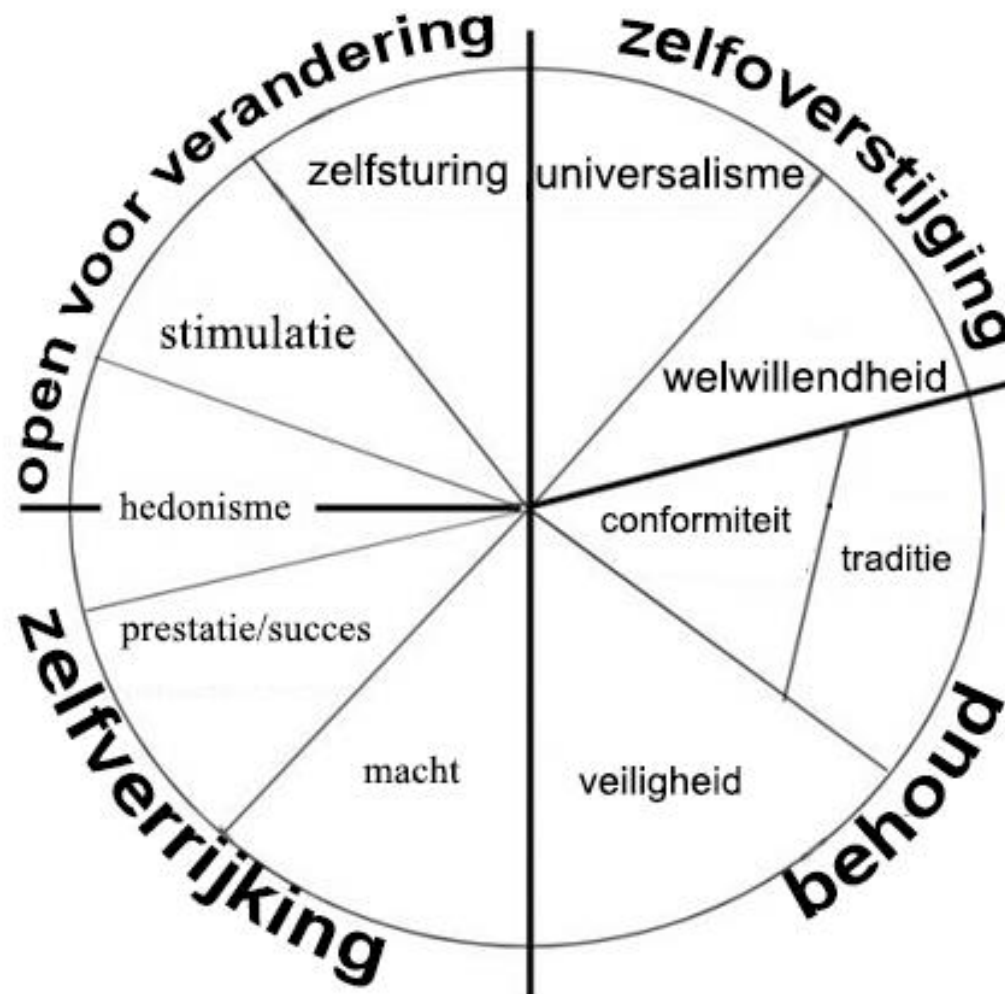 open voor verandering
zelfoverstijging
zelfsturing
universalisme
stimulatie
welwillendheid
hedonisme
conformiteit
traditie
prestatie/succes
macht
veiligheid
zelfverrijking
behoud